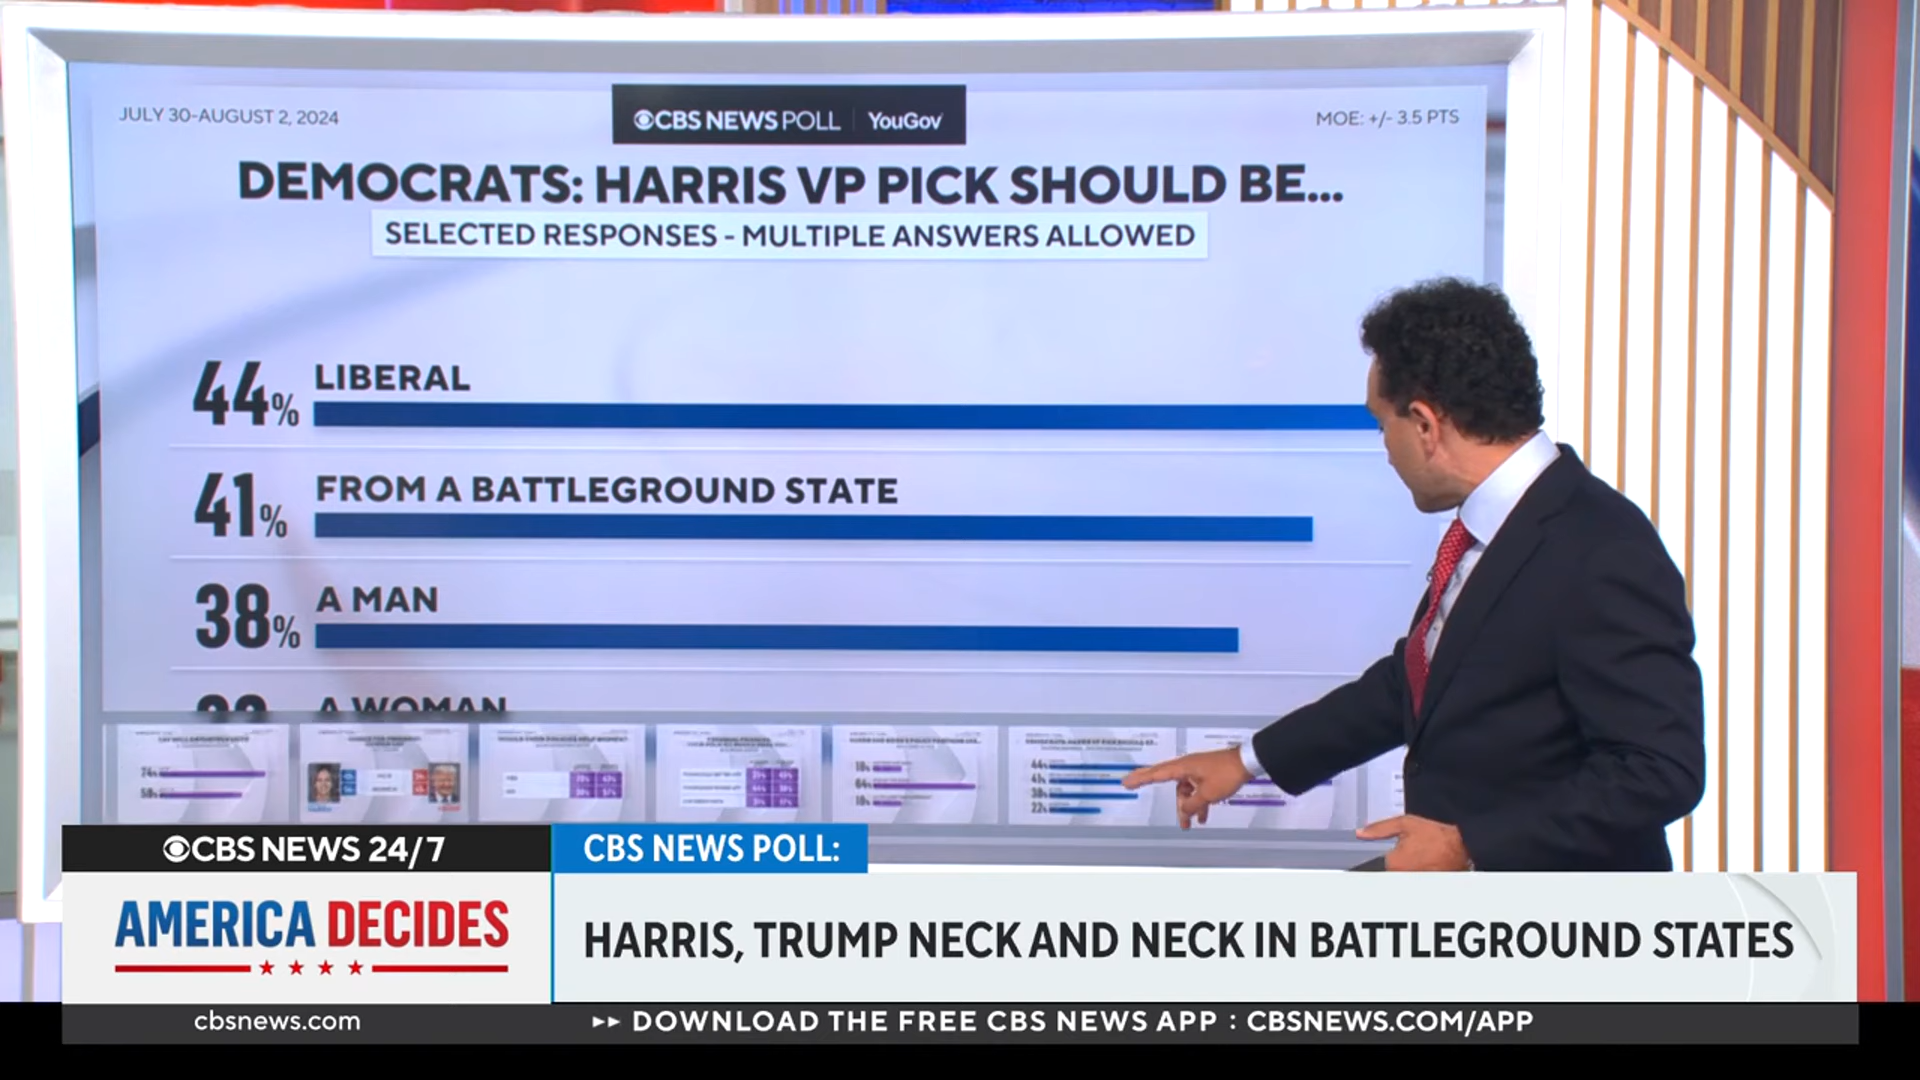 JULY 30-AUGUST 2, 2024
CBS NEWS POLL | YouGov
MOE: +/- 3.5 PTS
DEMOCRATS: HARRIS VP PICK SHOULD BE...
SELECTED RESPONSES - MULTIPLE ANSWERS ALLOWED
44% LIBERAL
41% FROM A BATTLEGROUND STATE
38% A MAN
A WOMAN
CBS NEWS 24/7
CBS NEWS POLL:
AMERICA DECIDES
HARRIS, TRUMP NECK AND NECK IN BATTLEGROUND STATES
cbsnews.com
DOWNLOAD THE FREE CBS NEWS APP : CBSNEWS.COM/APP